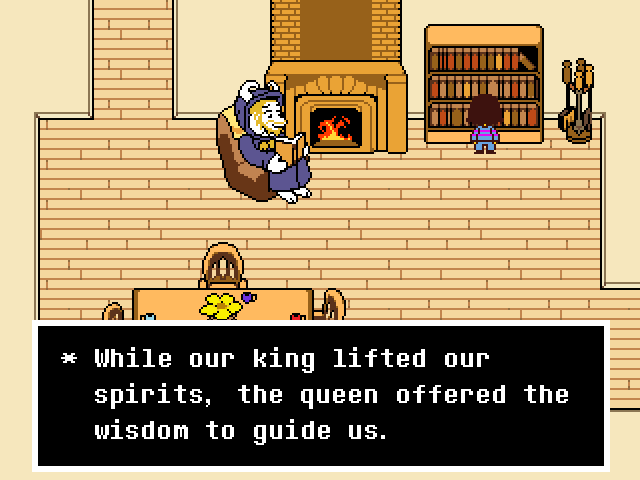 * While our king lifted our
spirits, the queen offered the
wisdom to guide us.